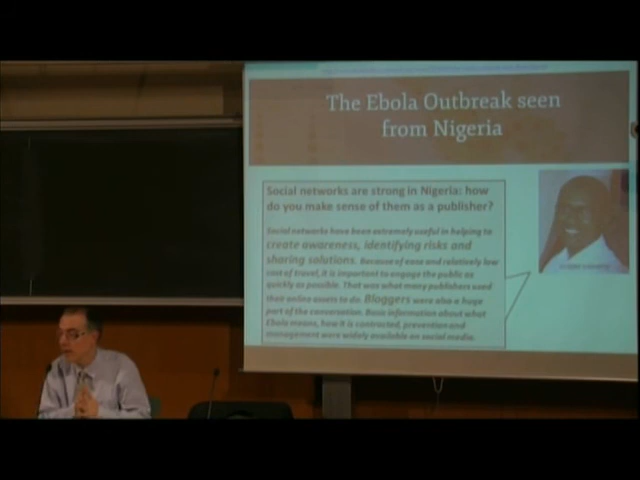 The Ebola Outbreak seen
from Nigeria
Social networks are strong in Nigeria: how
do you make sense of them as a publisher?
Social networks have been extremely useful in helping to
create awareness, identifying risks and
sharing solutions. Because of ease and relatively low
cost of travel, it is important to engage the public as
quickly as possible. That was what many publishers used
their online assets to do. Bloggers were also a huge
part of the conversation. Basic information about what
Ebola means, how it is contracted, prevention and
management were widely available on social media.